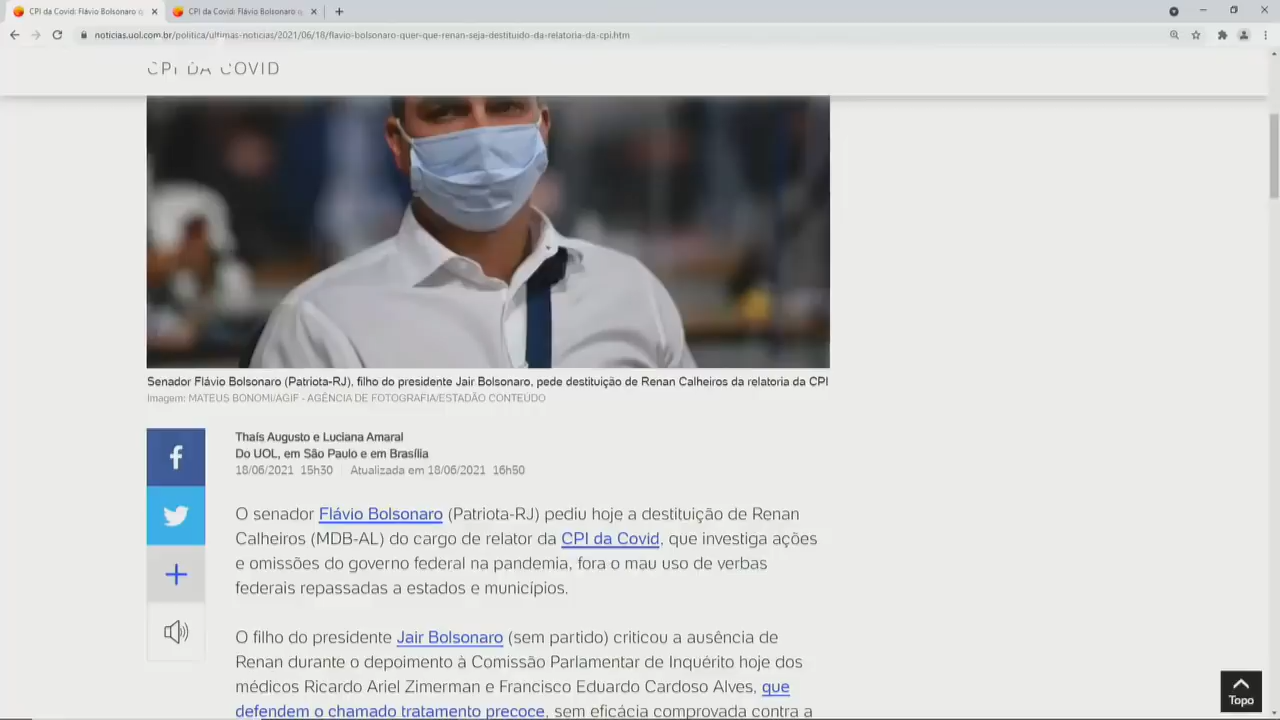 CPI da Covid: Flávio Bolsonaro q
CPI da Covid: Flávio Bolsonaro q
noticias.uol.com.br/politica/ultimas-noticias/2021/06/18/flavio-bolsonaro-quer-que-renan-seja-destituido-da-relatoria-da-cpi.htm
CPI DA COVID
Senador Flávio Bolsonaro (Patriota-RJ), filho do presidente Jair Bolsonaro, pede destituição de Renan Calheiros da relatoria da CPI
Imagem: MATEUS BONOMI/AGIF - AGÊNCIA DE FOTOGRAFIA/ESTADÃO CONTEÚDO
Thaís Augusto e Luciana Amaral
Do UOL, em São Paulo e em Brasília
18/06/2021 15h30 Atualizada em 18/06/2021 16h50
O senador Flávio Bolsonaro (Patriota-RJ) pediu hoje a destituição de Renan
Calheiros (MDB-AL) do cargo de relator da CPI da Covid, que investiga ações
e omissões do governo federal na pandemia, fora o mau uso de verbas
federais repassadas a estados e municípios.
O filho do presidente Jair Bolsonaro (sem partido) criticou a ausência de
Renan durante o depoimento à Comissão Parlamentar de Inquérito hoje dos
médicos Ricardo Ariel Zimerman e Francisco Eduardo Cardoso Alves, que
defendem o chamado tratamento precoce, sem eficácia comprovada contra a
Topo